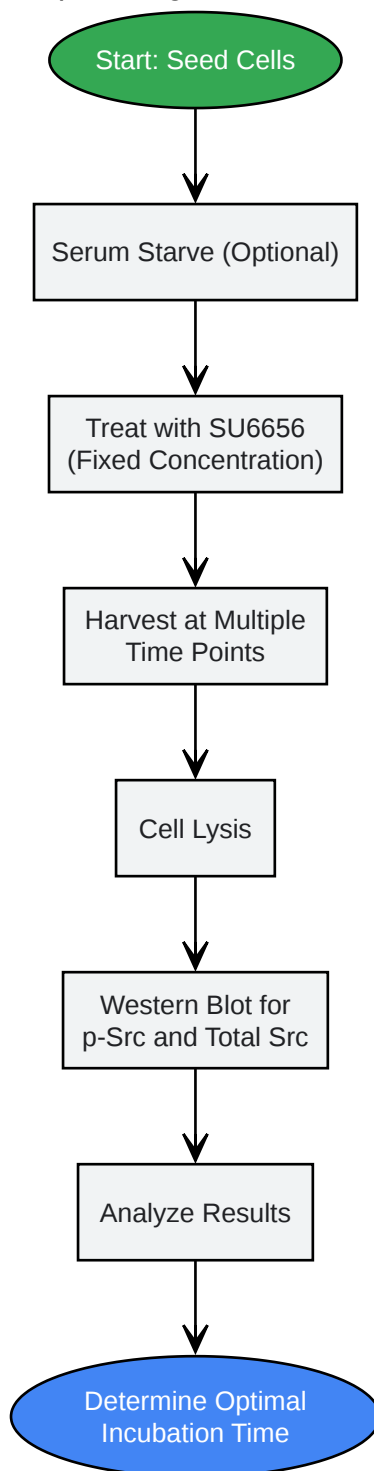 Start: Seed Cells
Serum Starve (Optional)
Treat with SU6656
(Fixed Concentration)
Harvest at Multiple
Time Points
Cell Lysis
Western Blot for
p-Src and Total Src
Analyze Results
Determine Optimal
Incubation Time